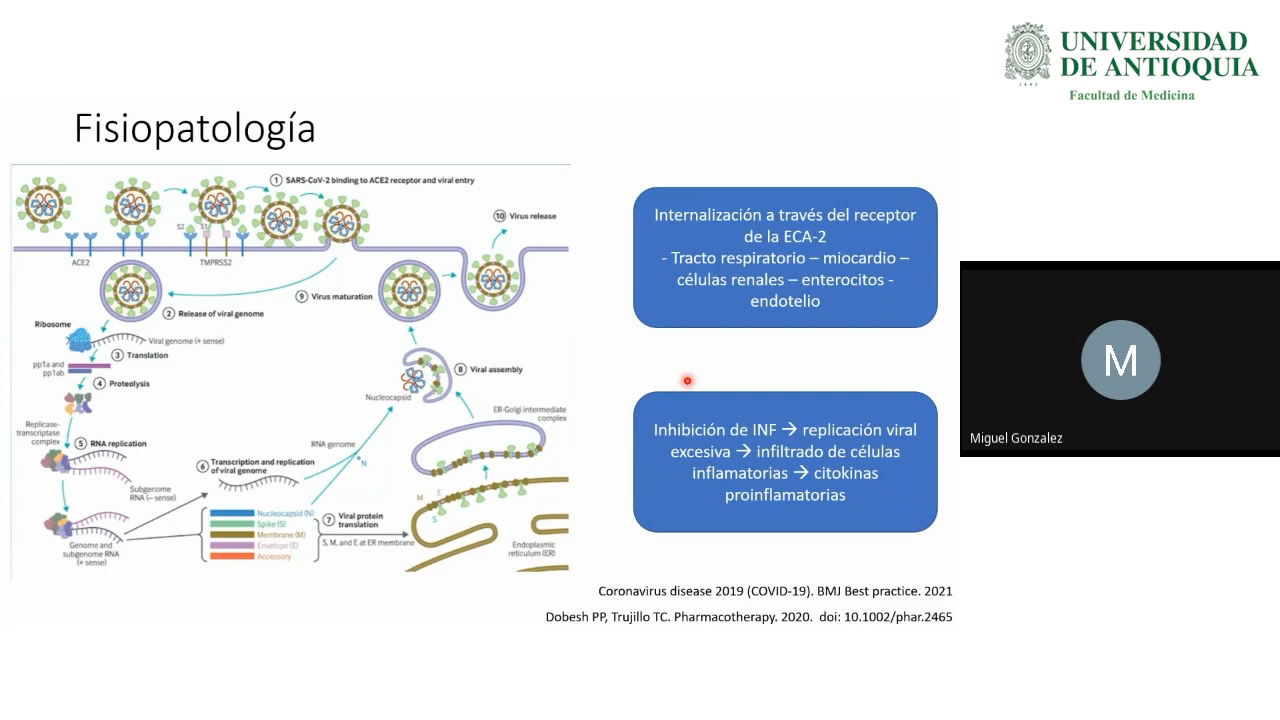 UNIVERSIDAD
DE ANTIOQUIA
1803
Facultad de Medicina
Fisiopatología
1 SARS-CoV-2 binding to ACE2 receptor and viral entry
10 Virus release
S2
S1
ACE2
TMPRSS2
9 Virus maturation
2 Release of viral genome
Ribosome
Viral genome (+ sense)
3 Translation
pp1a and
pp1ab
4 Proteolysis
8 Viral assembly
Nucleocapsid
ER-Golgi intermediate
complex
Replicase-
transcriptase
complex
5 RNA replication
RNA genome
N
6 Transcription and replication
of viral genome
Subgenome
RNA (– sense)
M
E
S
Nucleocapsid (N)
Spike (S)
Membrane (M)
Envelope (E)
Accessory
7 Viral protein
translation
S, M, and E at ER membrane
Genome and
subgenome RNA
(+ sense)
Endoplasmic
reticulum (ER)
Internalización a través del receptor
de la ECA-2
- Tracto respiratorio – miocardio –
células renales – enterocitos -
endotelio
Inhibición de INF → replicación viral
excesiva → infiltrado de células
inflamatorias → citokinas
proinflamatorias
Coronavirus disease 2019 (COVID-19). BMJ Best practice. 2021
Dobesh PP, Trujillo TC. Pharmacotherapy. 2020. doi: 10.1002/phar.2465
M
Miguel Gonzalez